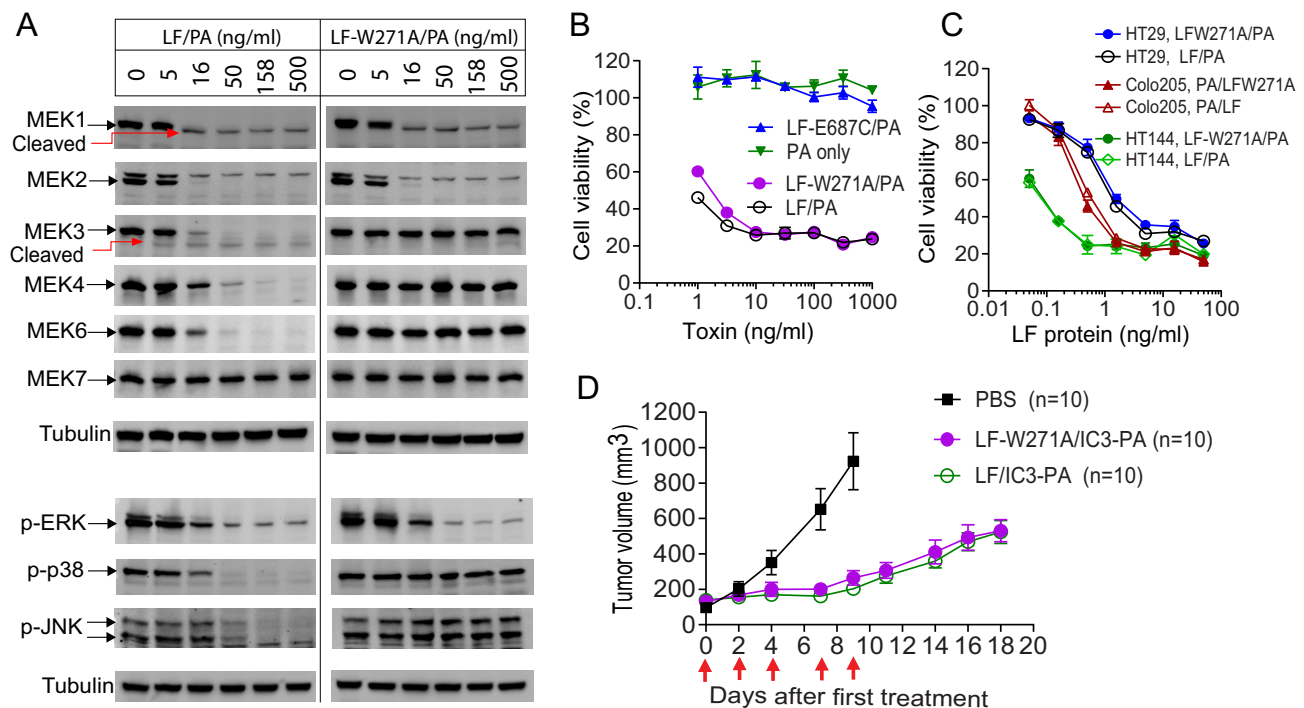 A
LF/PA (ng/ml)
LF-W271A/PA (ng/ml)
0 5 16 50 158 500
0 5 16 50 158 500
MEK1
Cleaved
MEK2
MEK3
Cleaved
MEK4
MEK6
MEK7
Tubulin
p-ERK
p-p38
p-JNK
Tubulin
B
Cell viability (%)
120
100
80
60
40
20
0
LF-E687C/PA
PA only
LF-W271A/PA
LF/PA
0.1 1 10 100 1000
Toxin (ng/ml)
C
HT29, LFW271A/PA
HT29, LF/PA
Colo205, PA/LFW271A
Colo205, PA/LF
HT144, LF-W271A/PA
HT144, LF/PA
Cell viability (%)
120
100
80
60
40
20
0
0.01 0.1 1 10 100
LF protein (ng/ml)
D
PBS (n=10)
LF-W271A/IC3-PA (n=10)
LF/IC3-PA (n=10)
Tumor volume (mm3)
1200
1000
800
600
400
200
0
0 2 4 6 8 10 12 14 16 18 20
Days after first treatment